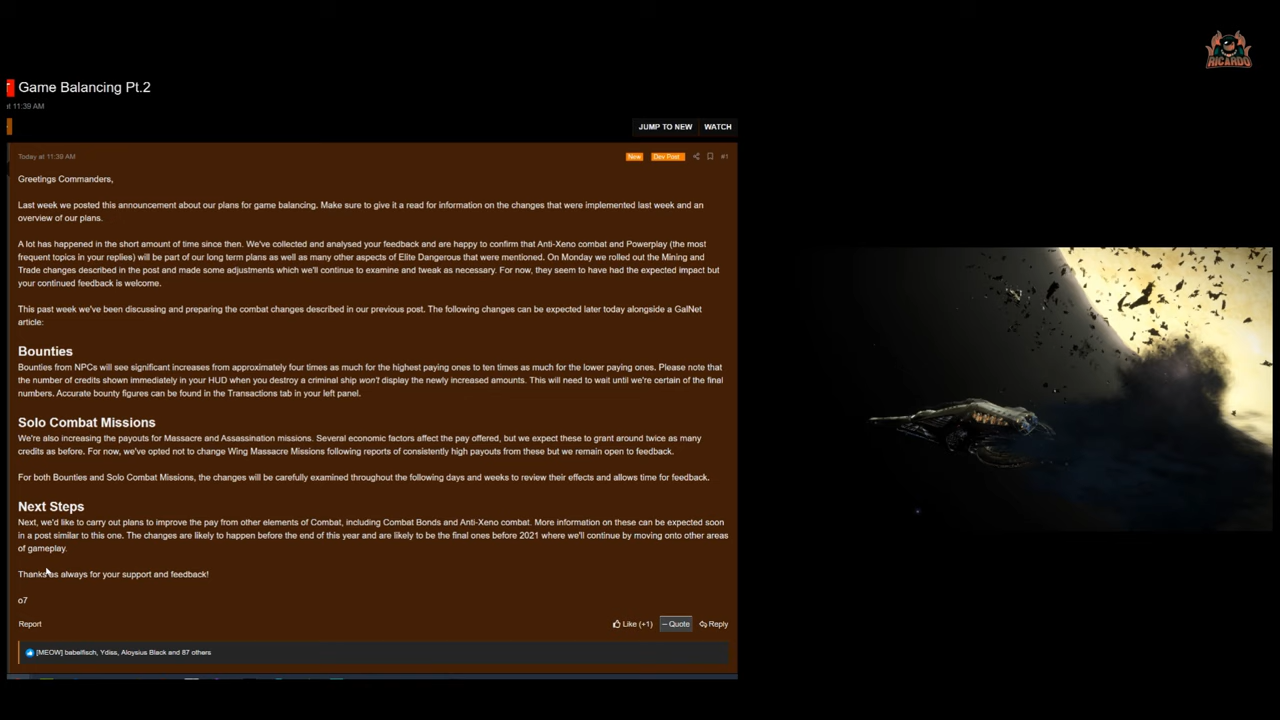 RICARDO
Game Balancing Pt.2
at 11:39 AM
JUMP TO NEW WATCH
Today at 11:39 AM New Dev Post #1
Greetings Commanders,
Last week we posted this announcement about our plans for game balancing. Make sure to give it a read for information on the changes that were implemented last week and an
overview of our plans.
A lot has happened in the short amount of time since then. We've collected and analysed your feedback and are happy to confirm that Anti-Xeno combat and Powerplay (the most
frequent topics in your replies) will be part of our long term plans as well as many other aspects of Elite Dangerous that were mentioned. On Monday we rolled out the Mining and
Trade changes described in the post and made some adjustments which we'll continue to examine and tweak as necessary. For now, they seem to have had the expected impact but
your continued feedback is welcome.
This past week we've been discussing and preparing the combat changes described in our previous post. The following changes can be expected later today alongside a GalNet
article:
Bounties
Bounties from NPCs will see significant increases from approximately four times as much for the highest paying ones to ten times as much for the lower paying ones. Please note that
the number of credits shown immediately in your HUD when you destroy a criminal ship won't display the newly increased amounts. This will need to wait until we're certain of the final
numbers. Accurate bounty figures can be found in the Transactions tab in your left panel.
Solo Combat Missions
We're also increasing the payouts for Massacre and Assassination missions. Several economic factors affect the pay offered, but we expect these to grant around twice as many
credits as before. For now, we've opted not to change Wing Massacre Missions following reports of consistently high payouts from these but we remain open to feedback.
For both Bounties and Solo Combat Missions, the changes will be carefully examined throughout the following days and weeks to review their effects and allows time for feedback.
Next Steps
Next, we'd like to carry out plans to improve the pay from other elements of Combat, including Combat Bonds and Anti-Xeno combat. More information on these can be expected soon
in a post similar to this one. The changes are likely to happen before the end of this year and are likely to be the final ones before 2021 where we'll continue by moving onto other areas
of gameplay.
Thanks as always for your support and feedback!
o7
Report Like (+1) − Quote Reply
[MEOW] babelfisch, Ydiss, Aloysius Black and 87 others